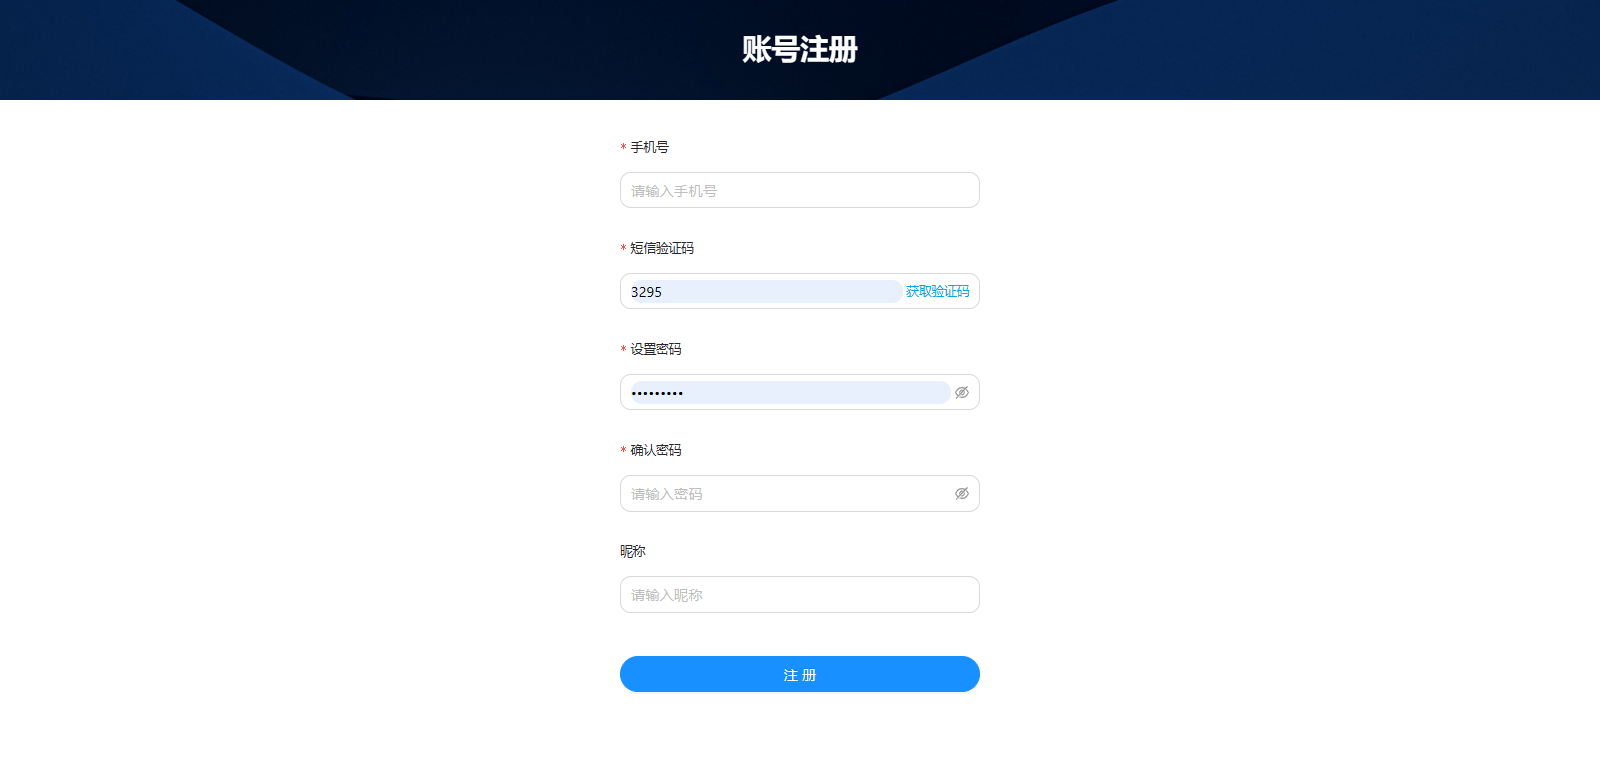 账号注册
* 手机号
请输入手机号
* 短信验证码
3295 获取验证码
* 设置密码
•••••••••
* 确认密码
请输入密码
昵称
请输入昵称
注 册